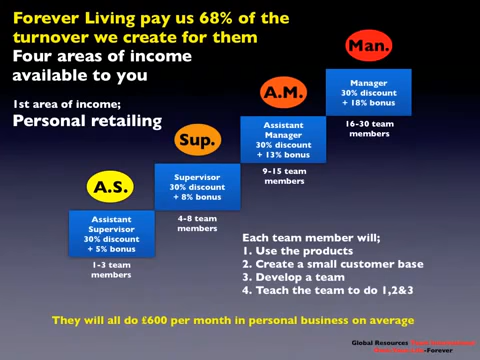 Forever Living pay us 68% of the
turnover we create for them
Four areas of income
available to you
1st area of income;
Personal retailing
Man.
Manager
30% discount
+ 18% bonus
16-30 team
members
A.M.
Assistant
Manager
30% discount
+ 13% bonus
9-15 team
members
Sup.
Supervisor
30% discount
+ 8% bonus
4-8 team
members
A.S.
Assistant
Supervisor
30% discount
+ 5% bonus
1-3 team
members
Each team member will;
1. Use the products
2. Create a small customer base
3. Develop a team
4. Teach the team to do 1,2&3
They will all do £600 per month in personal business on average
Global Resources
-Forever